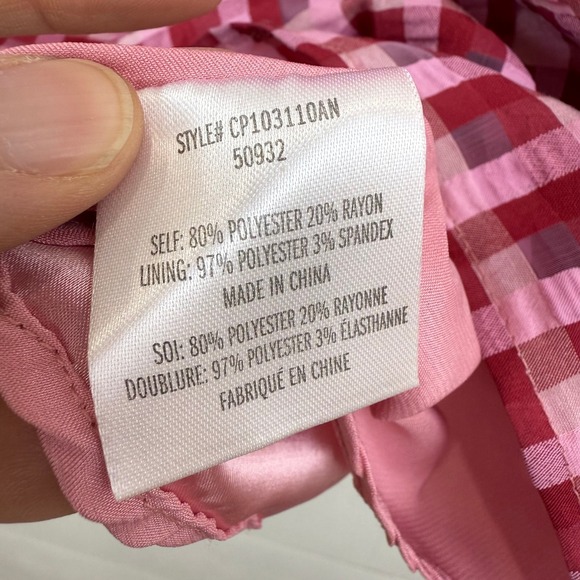 STYLE# CP103110AN
50932
SELF: 80% POLYESTER 20% RAYON
LINING: 97% POLYESTER 3% SPANDEX
MADE IN CHINA
SOI: 80% POLYESTER 20% RAYONNE
DOUBLURE: 97% POLYESTER 3% ÉLASTHANNE
FABRIQUÉ EN CHINE